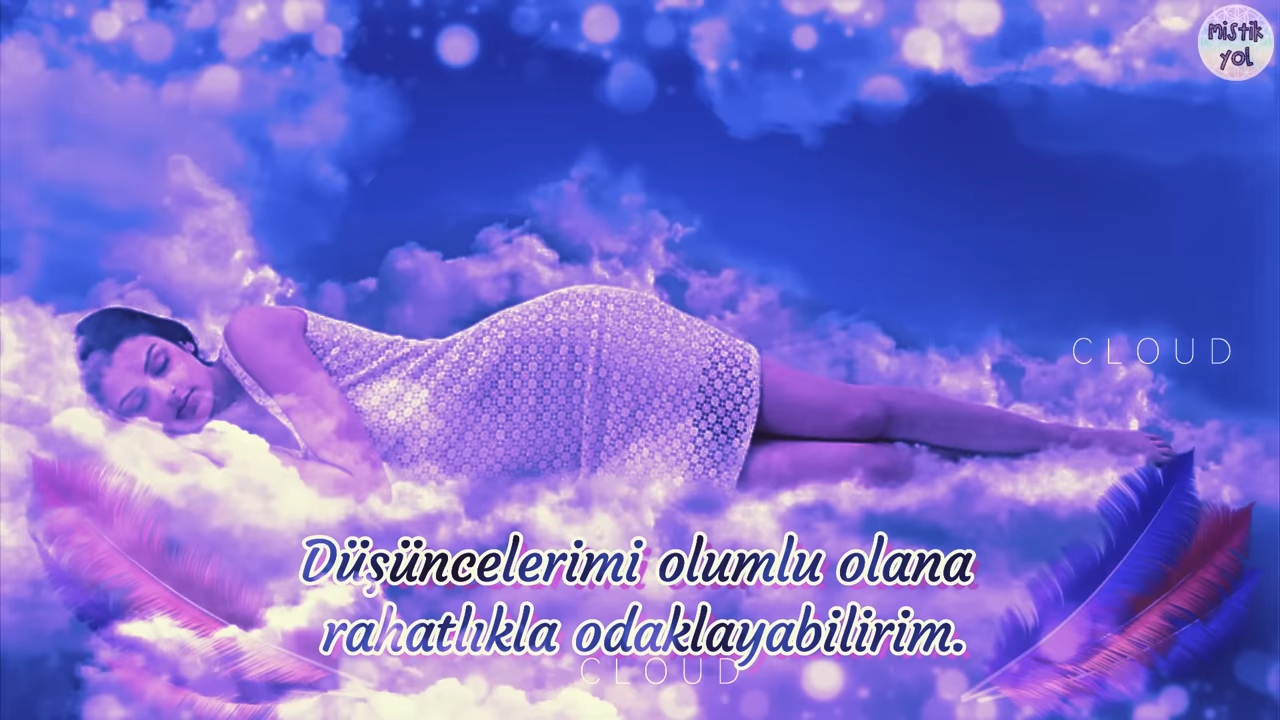 mistik
yol
CLOUD
Düşüncelerimi olumlu olana
rahatlıkla odaklayabilirim.
CLOUD